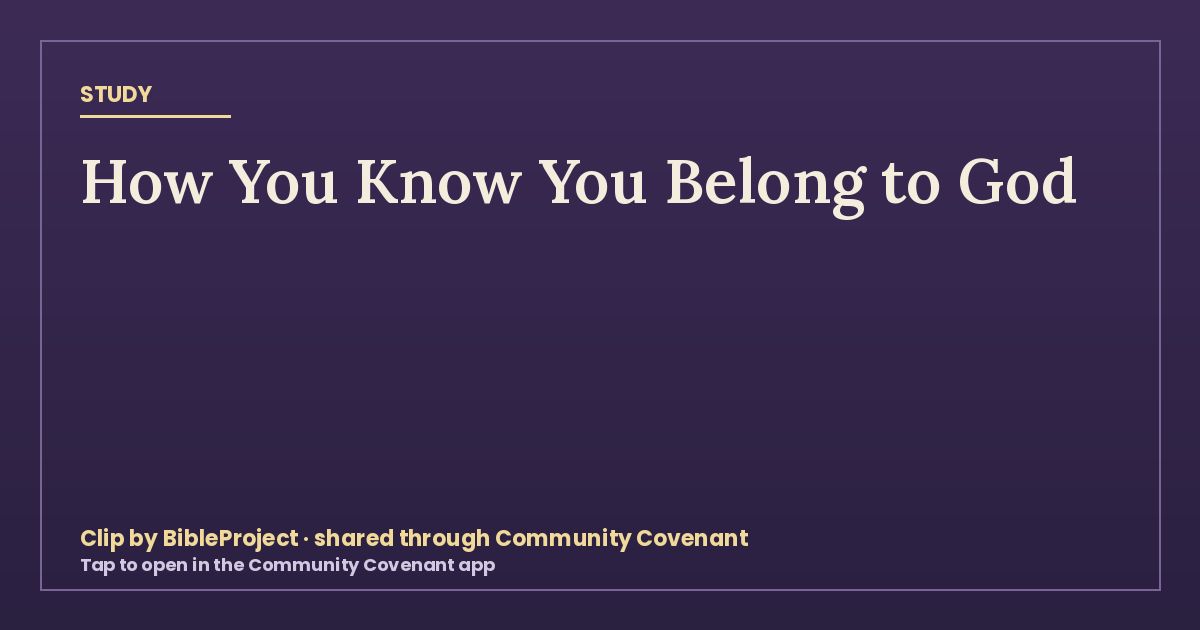 STUDY
How You Know You Belong to God
Clip by BibleProject · shared through Community Covenant
Tap to open in the Community Covenant app